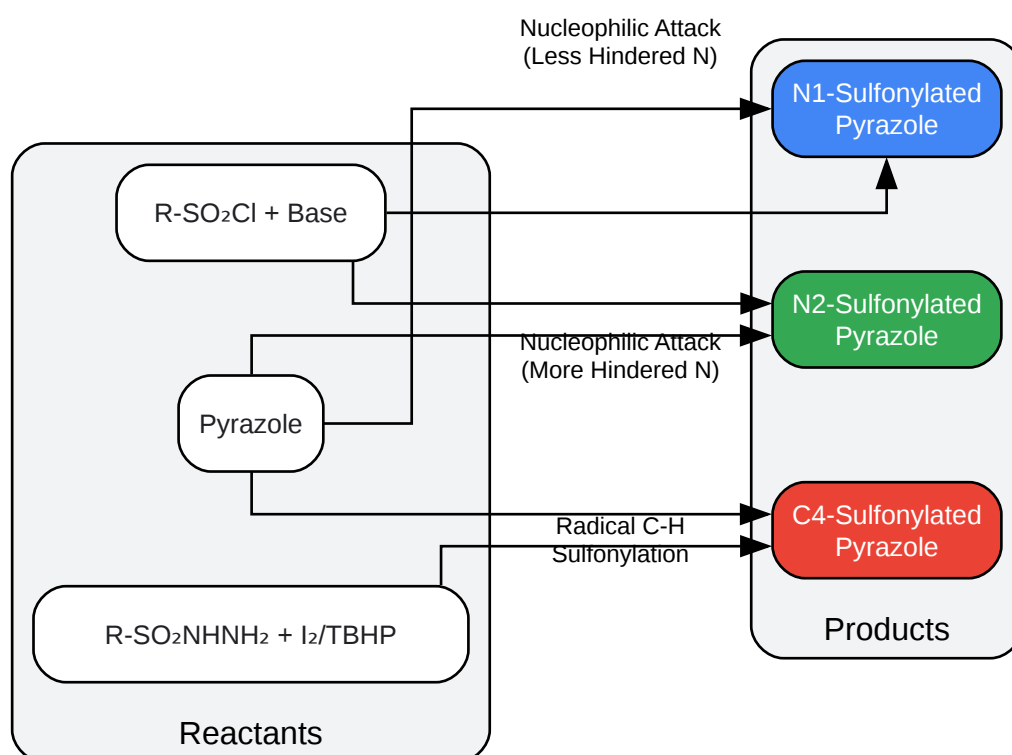 Nucleophilic Attack
(Less Hindered N)
N1-Sulfonylated
Pyrazole
R-SO₂Cl + Base
N2-Sulfonylated
Pyrazole
Nucleophilic Attack
(More Hindered N)
Pyrazole
C4-Sulfonylated
Pyrazole
Radical C-H
Sulfonylation
R-SO₂NHNH₂ + I₂/TBHP
Products
Reactants